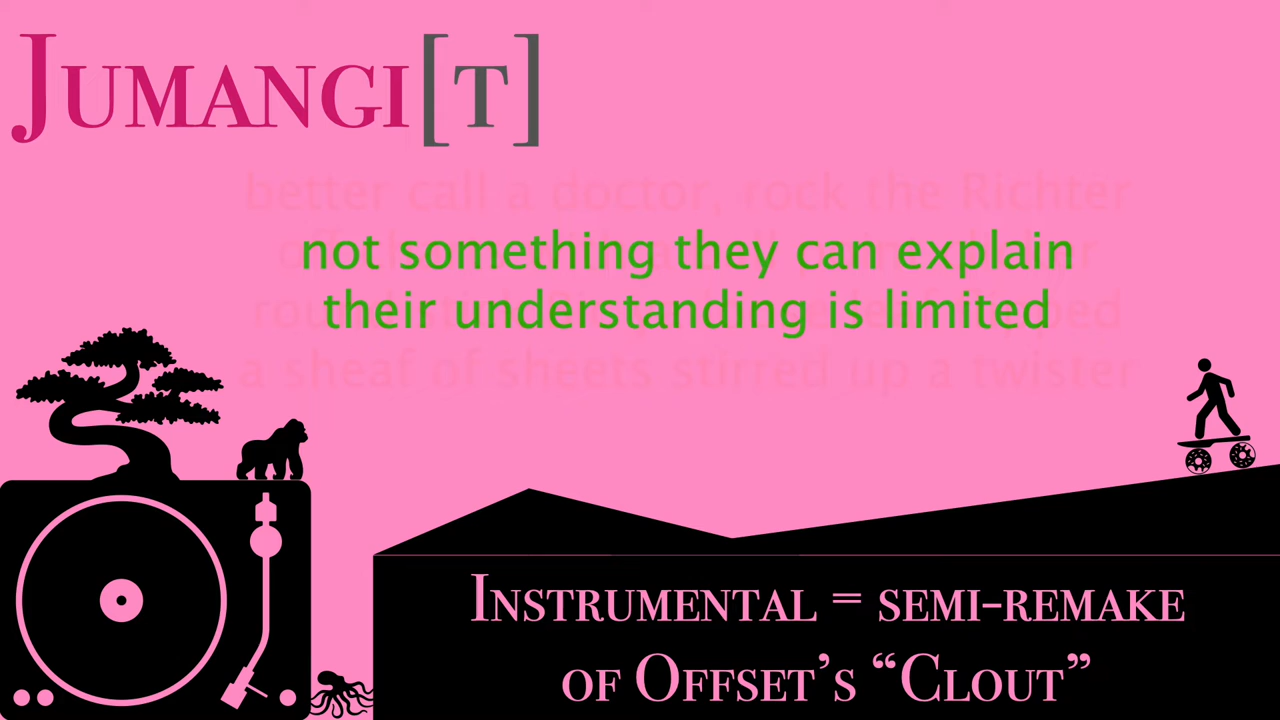 JUMANGI[T]
better call a doctor, rock the Richter
not something they can explain
their understanding is limited
a sheaf of sheets stirred up a twister
INSTRUMENTAL = SEMI-REMAKE
OF OFFSET'S “CLOUT”